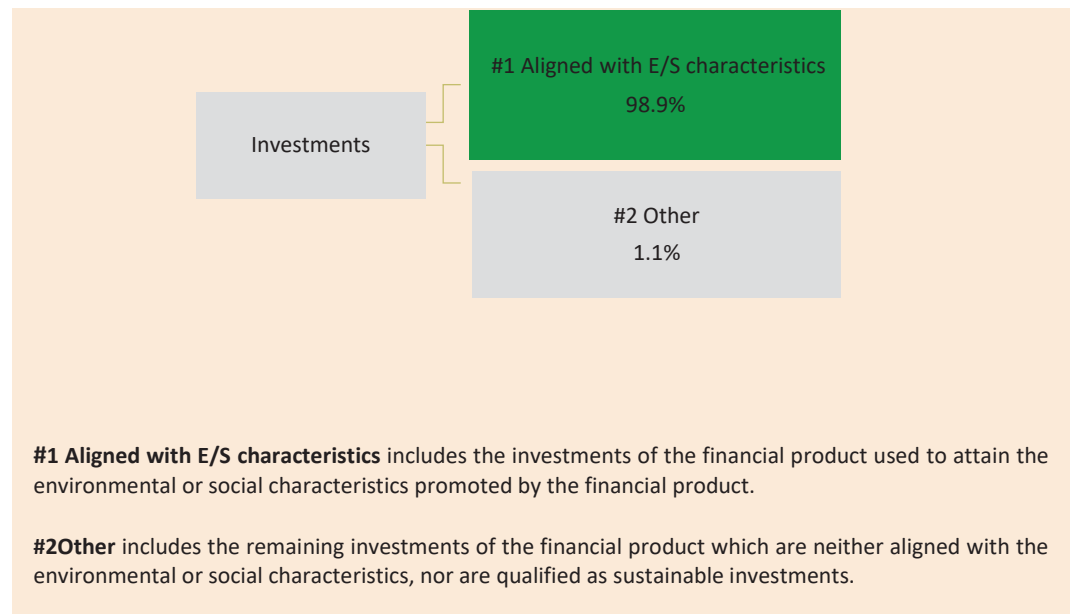 #1 Aligned with E/S characteristics
98.9%
Investments
#2 Other
1.1%
#1 Aligned with E/S characteristics includes the investments of the financial product used to attain the
environmental or social characteristics promoted by the financial product.
#2Other includes the remaining investments of the financial product which are neither aligned with the
environmental or social characteristics, nor are qualified as sustainable investments.